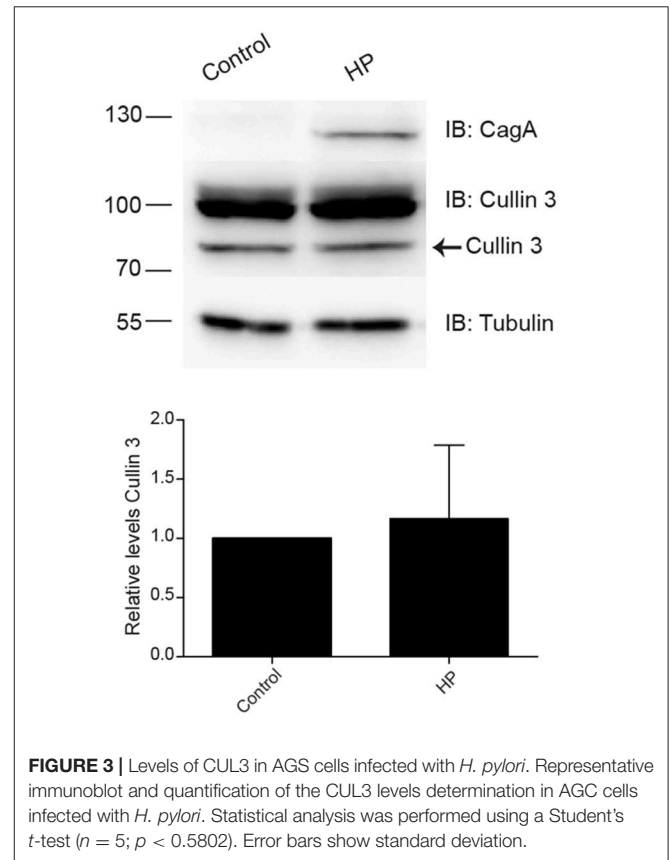 Control HP
130
IB: CagA
100
IB: Cullin 3
Cullin 3
70
55
IB: Tubulin
Relative levels Cullin 3
2.0
1.5
1.0
0.5
0.0
Control
HP
FIGURE 3 | Levels of CUL3 in AGS cells infected with H. pylori. Representative
immunoblot and quantification of the CUL3 levels determination in AGC cells
infected with H. pylori. Statistical analysis was performed using a Student's
t-test (n = 5; p < 0.5802). Error bars show standard deviation.